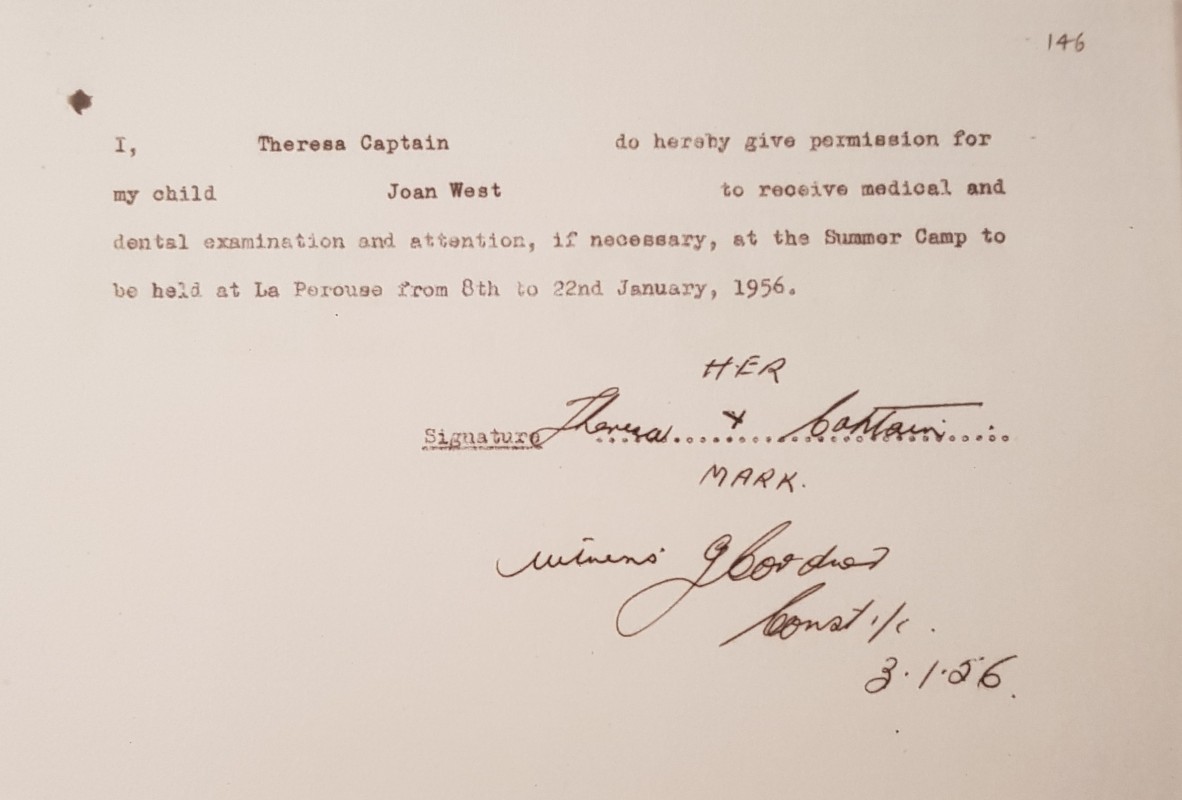 146
I, Theresa Captain do hereby give permission for
my child Joan West to receive medical and
dental examination and attention, if necessary, at the Summer Camp to
be held at La Perouse from 8th to 22nd January, 1956.
HER
Signature Theresa x Captain
MARK.
Witness G
Const 1/c.
3.1.56.